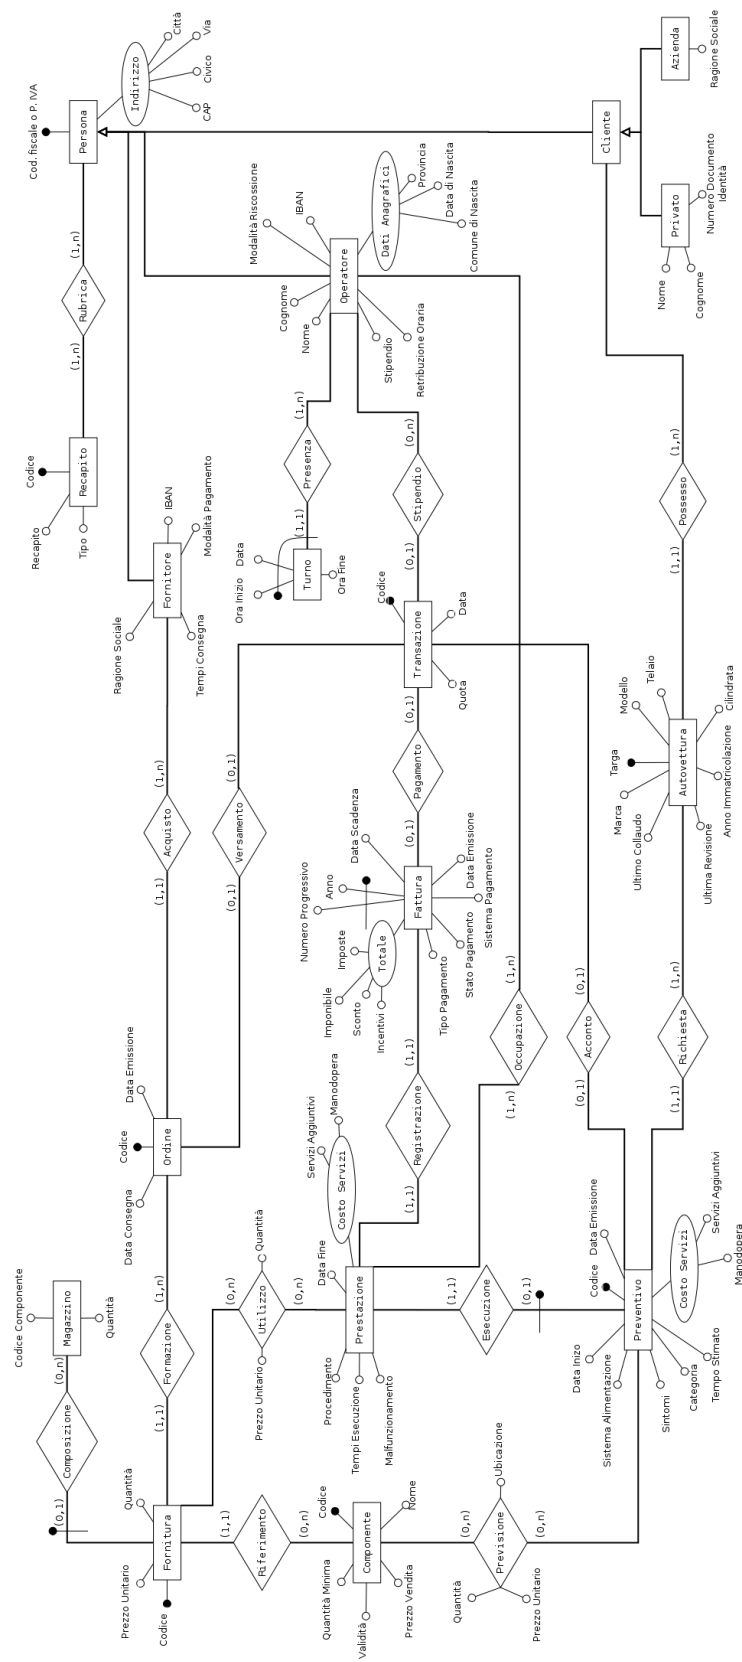 Cod. fiscale o P. IVA
Persona
Indirizzo
Città
Via
Civico
CAP
(1,n)
Rubrica
(1,n)
Recapito
Codice
Recapito
Tipo
Cliente
Azienda
Ragione Sociale
Privato
Numero Documento
Identità
Nome
Cognome
Operatore
Modalità Riscossione
IBAN
Dati Anagrafici
Provincia
Data di Nascita
Comune di Nascita
Cognome
Nome
Stipendio
Retribuzione Oraria
(1,n)
Presenza
(1,1)
Turno
Ora Inizio
Data
Ora Fine
(0,n)
Stipendio
(0,1)
Transazione
Codice
Data
Quota
Fornitore
IBAN
Modalità Pagamento
Ragione Sociale
Tempi Consegna
(1,n)
Acquisto
(1,1)
(0,1)
Versamento
(0,1)
(0,1)
Pagamento
(0,1)
Fattura
Data Scadenza
Anno
Numero Progressivo
Data Emissione
Sistema Pagamento
Stato Pagamento
Tipo Pagamento
Totale
Imposte
Imponibile
Sconto
Incentivi
(1,n)
Possesso
(1,1)
Autovettura
Targa
Modello
Telaio
Cilindrata
Anno Immatricolazione
Marca
Ultimo Collaudo
Ultima Revisione
(1,n)
Richiesta
(1,1)
(0,1)
Acconto
(0,1)
(1,n)
Occupazione
(1,n)
(1,1)
Registrazione
(1,1)
Ordine
Data Emissione
Codice
Data Consegna
(1,n)
Formazione
(1,1)
Magazzino
Codice Componente
Quantità
(0,n)
Composizione
(0,1)
Fornitura
Quantità
Prezzo Unitario
Codice
(0,n)
Utilizzo
(0,n)
Quantità
Prezzo Unitario
Prestazione
Data Fine
Costo Servizi
Servizi Aggiuntivi
Manodopera
Procedimento
Tempi Esecuzione
Malfunzionamento
(1,1)
Esecuzione
(0,1)
Preventivo
Codice
Data Emissione
Costo Servizi
Servizi Aggiuntivi
Manodopera
Data Inizo
Sistema Alimentazione
Sintomi
Categoria
Tempo Stimato
(1,1)
Riferimento
(0,n)
Componente
Codice
Nome
Quantità Minima
Validità
Prezzo Vendita
(0,n)
Previsione
(0,n)
Ubicazione
Quantità
Prezzo Unitario